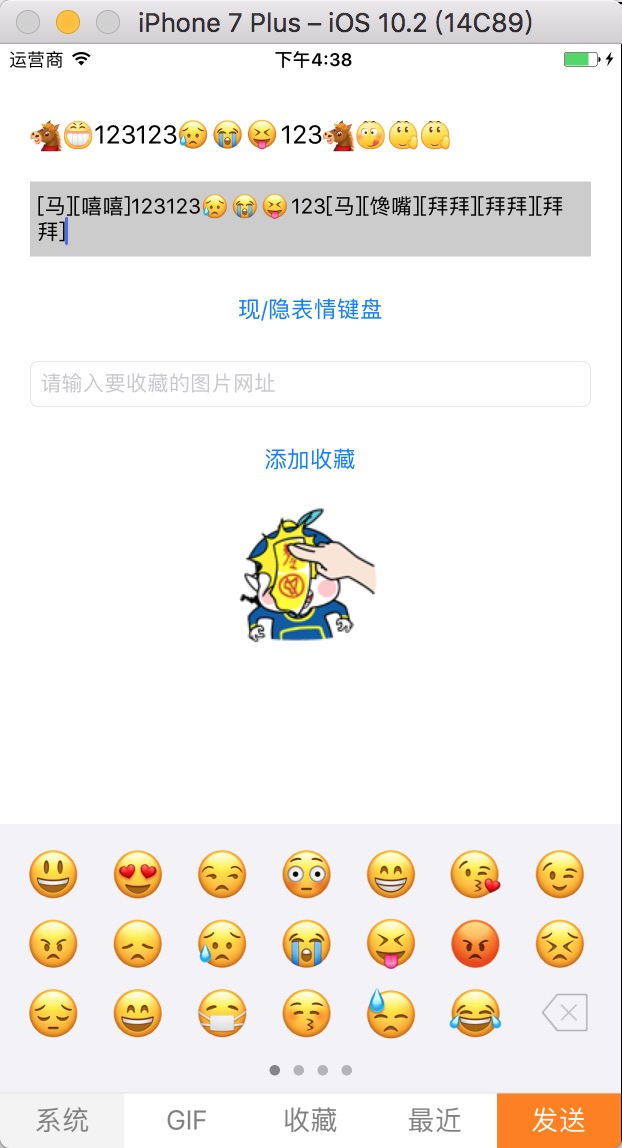 iPhone 7 Plus – iOS 10.2 (14C89)
运营商 下午4:38
🐴😁123123😥😭😝123🐴😋🤗🤗
[马][嘻嘻]123123😥😭😝123[马][馋嘴][拜拜][拜拜][拜
拜]
现/隐表情键盘
请输入要收藏的图片网址
添加收藏
系统 GIF 收藏 最近 发送